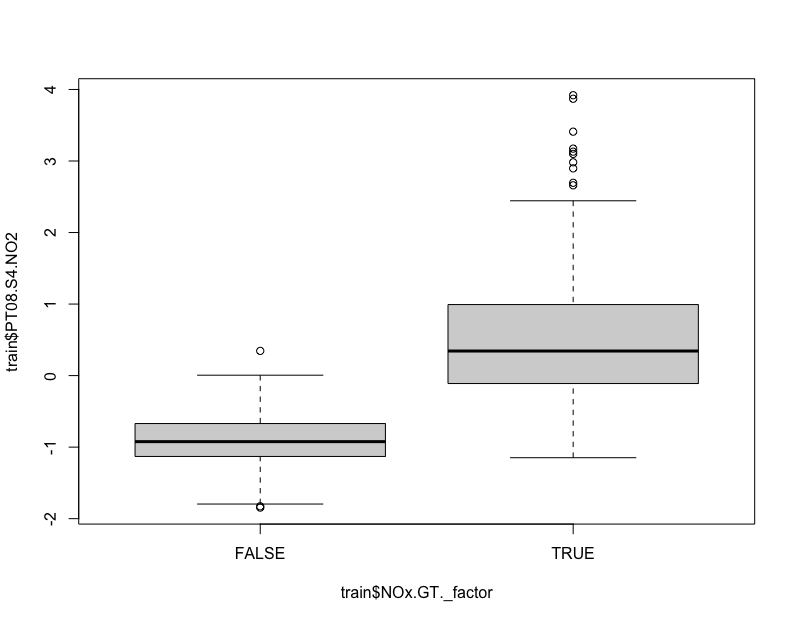 4
3
2
1
0
-1
-2
train$PT08.S4.NO2
FALSE TRUE
train$NOx.GT._factor